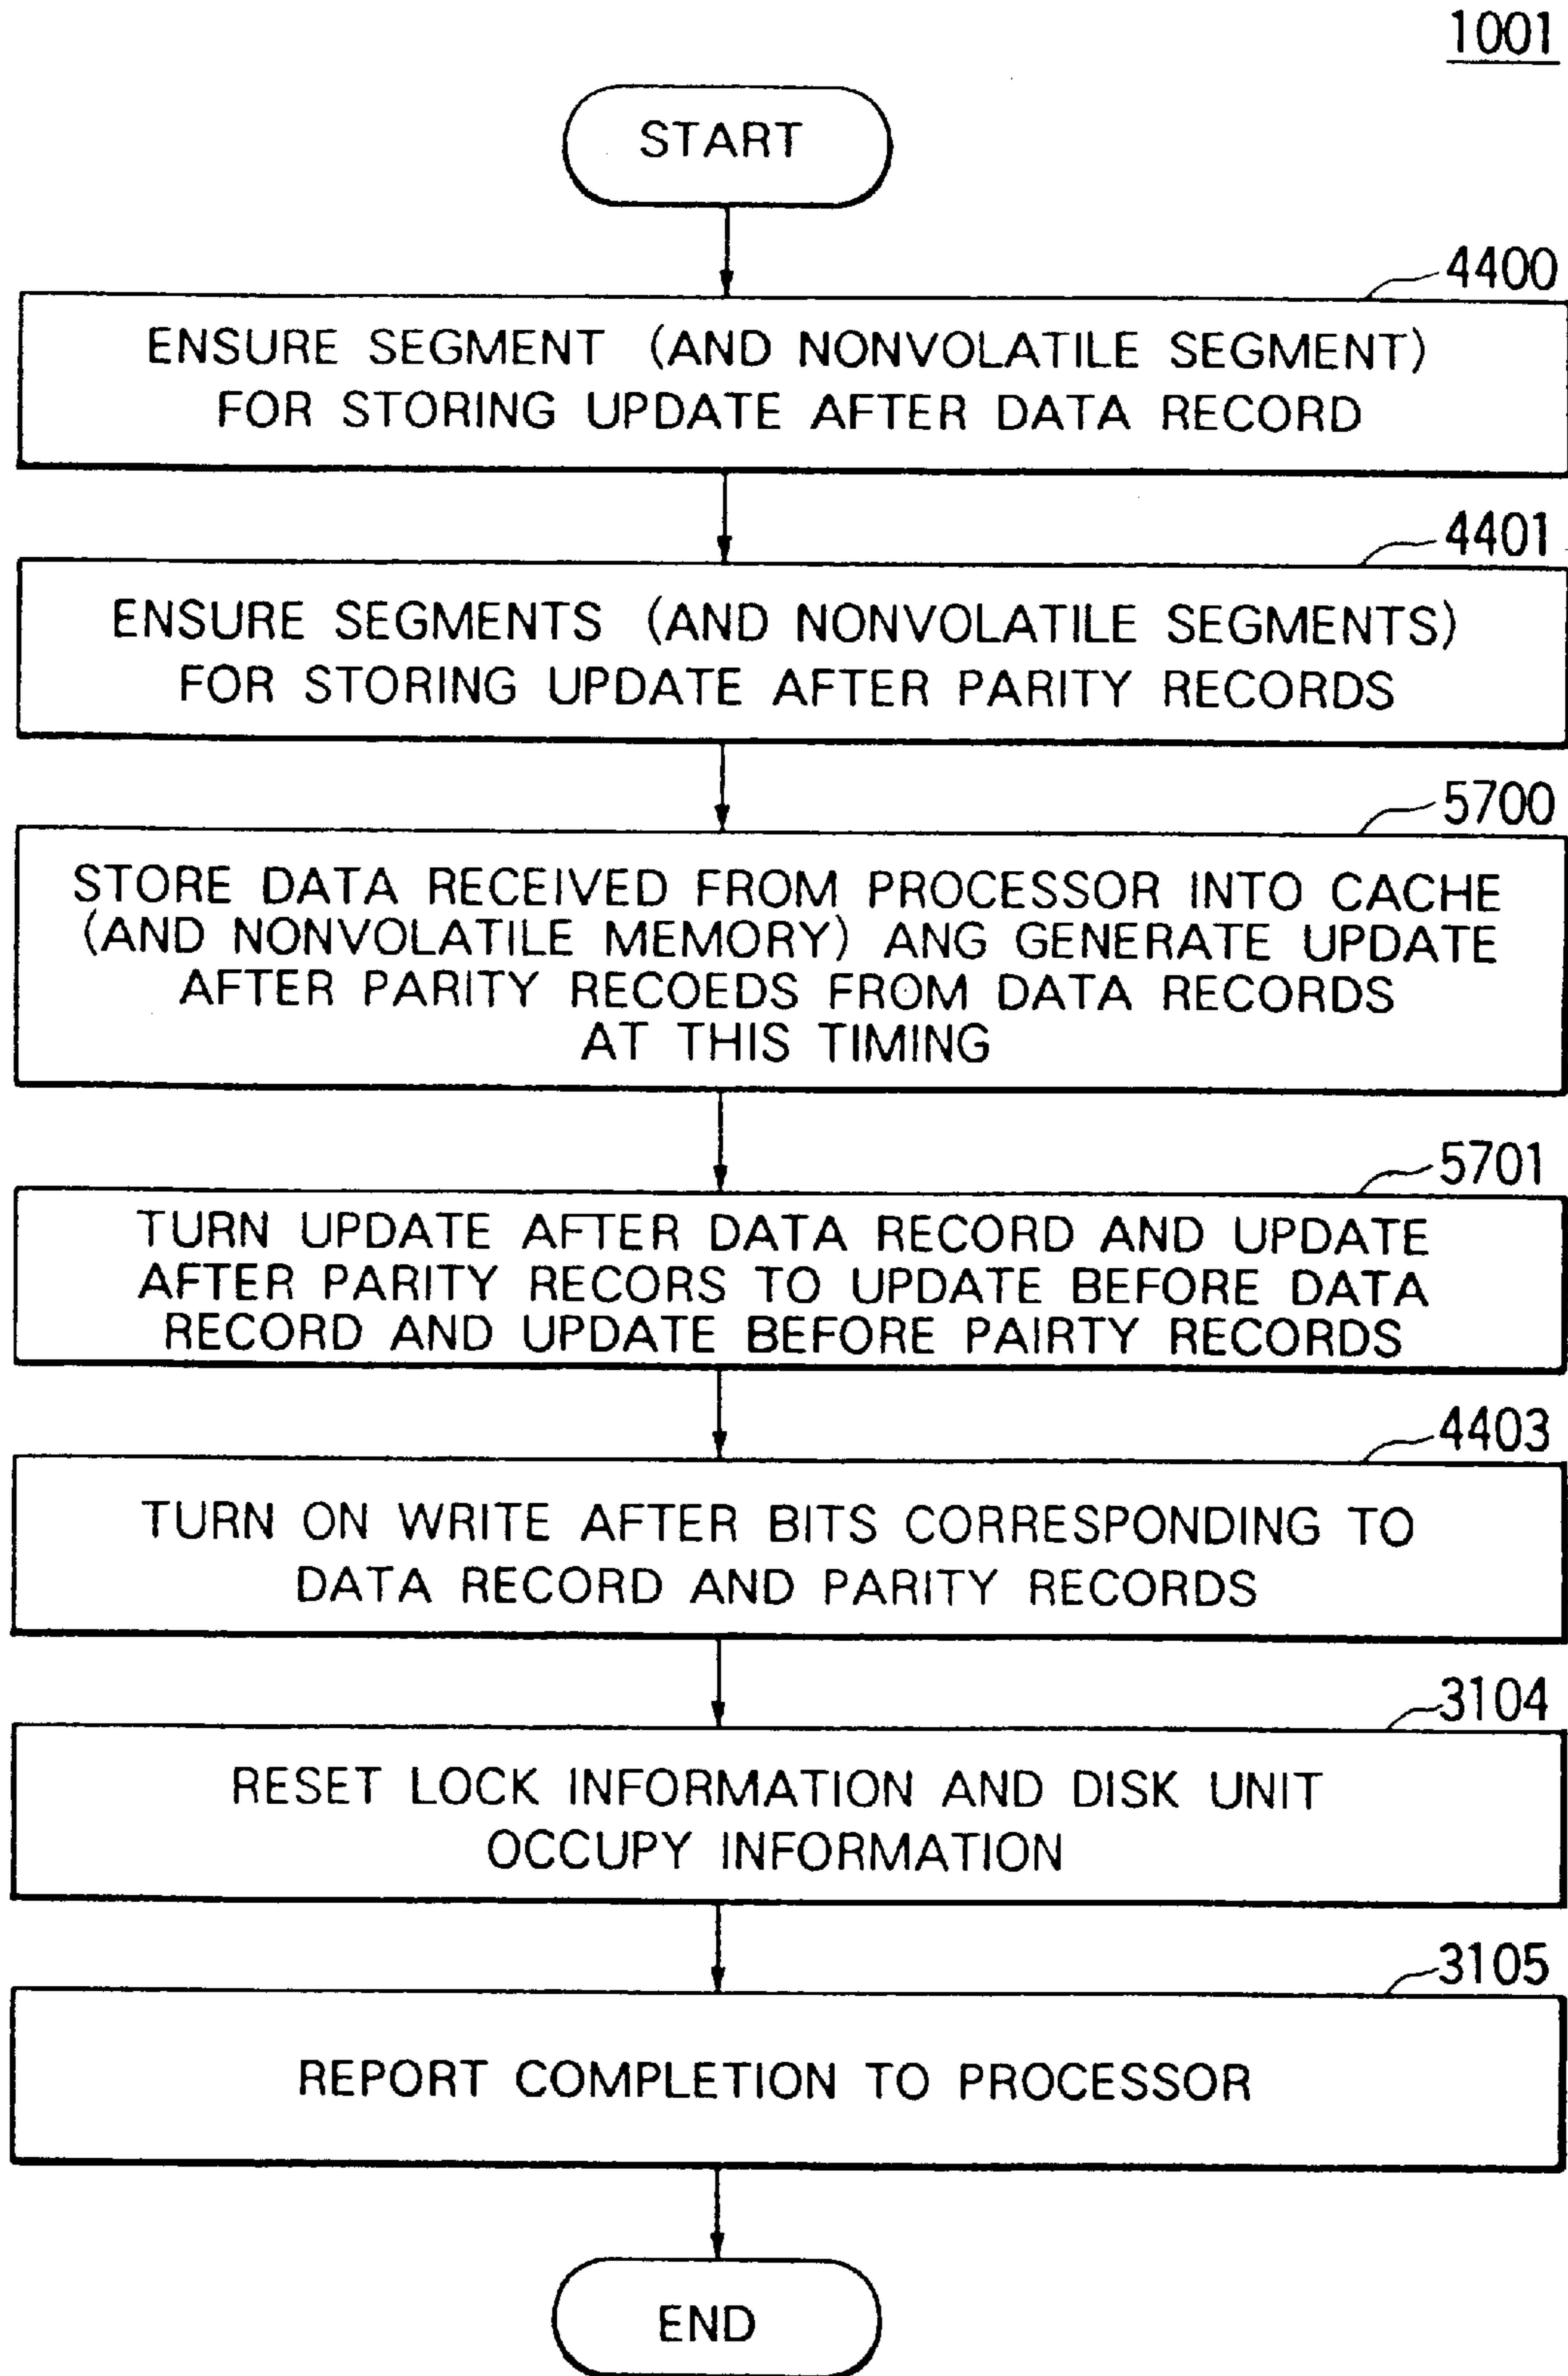 1001
START
4400
ENSURE SEGMENT (AND NONVOLATILE SEGMENT)
FOR STORING UPDATE AFTER DATA RECORD
4401
ENSURE SEGMENTS (AND NONVOLATILE SEGMENTS)
FOR STORING UPDATE AFTER PARITY RECORDS
5700
STORE DATA RECEIVED FROM PROCESSOR INTO CACHE
(AND NONVOLATILE MEMORY) ANG GENERATE UPDATE
AFTER PARITY RECOEDS FROM DATA RECORDS
AT THIS TIMING
5701
TURN UPDATE AFTER DATA RECORD AND UPDATE
AFTER PARITY RECORS TO UPDATE BEFORE DATA
RECORD AND UPDATE BEFORE PAIRTY RECORDS
4403
TURN ON WRITE AFTER BITS CORRESPONDING TO
DATA RECORD AND PARITY RECORDS
3104
RESET LOCK INFORMATION AND DISK UNIT
OCCUPY INFORMATION
3105
REPORT COMPLETION TO PROCESSOR
END